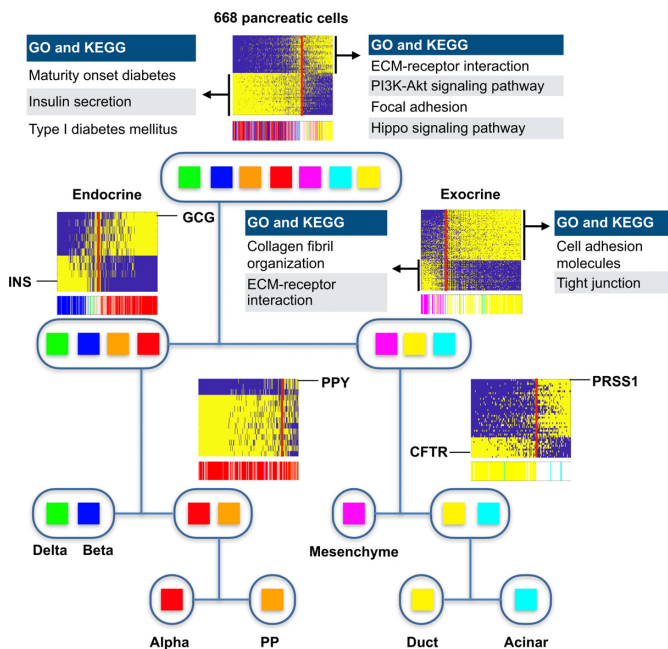 668 pancreatic cells
GO and KEGG
Maturity onset diabetes
Insulin secretion
Type I diabetes mellitus
GO and KEGG
ECM-receptor interaction
PI3K-Akt signaling pathway
Focal adhesion
Hippo signaling pathway
Endocrine
GCG
INS
Exocrine
GO and KEGG
Collagen fibril
organization
ECM-receptor
interaction
GO and KEGG
Cell adhesion
molecules
Tight junction
PPY
PRSS1
CFTR
Delta
Beta
Mesenchyme
Alpha
PP
Duct
Acinar